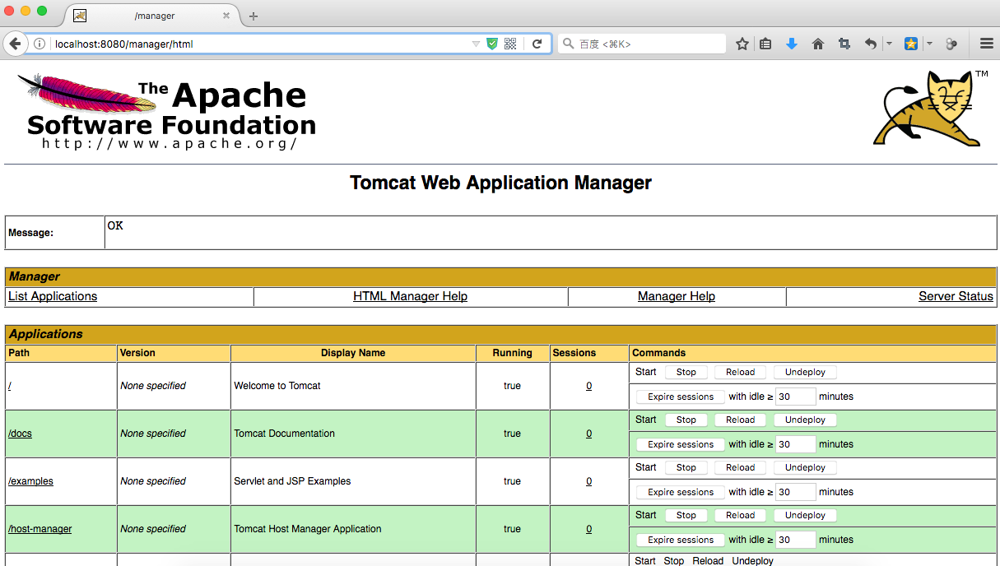 /manager
localhost:8080/manager/html
百度 <⌘K>
The Apache
Software Foundation
http://www.apache.org/
TM
Tomcat Web Application Manager
Message: OK
Manager
List Applications HTML Manager Help Manager Help Server Status
Applications
Path Version Display Name Running Sessions Commands
/ None specified Welcome to Tomcat true 0 Start Stop Reload Undeploy
Expire sessions with idle ≥ 30 minutes
/docs None specified Tomcat Documentation true 0 Start Stop Reload Undeploy
Expire sessions with idle ≥ 30 minutes
/examples None specified Servlet and JSP Examples true 0 Start Stop Reload Undeploy
Expire sessions with idle ≥ 30 minutes
/host-manager None specified Tomcat Host Manager Application true 0 Start Stop Reload Undeploy
Expire sessions with idle ≥ 30 minutes
Start Stop Reload Undeploy